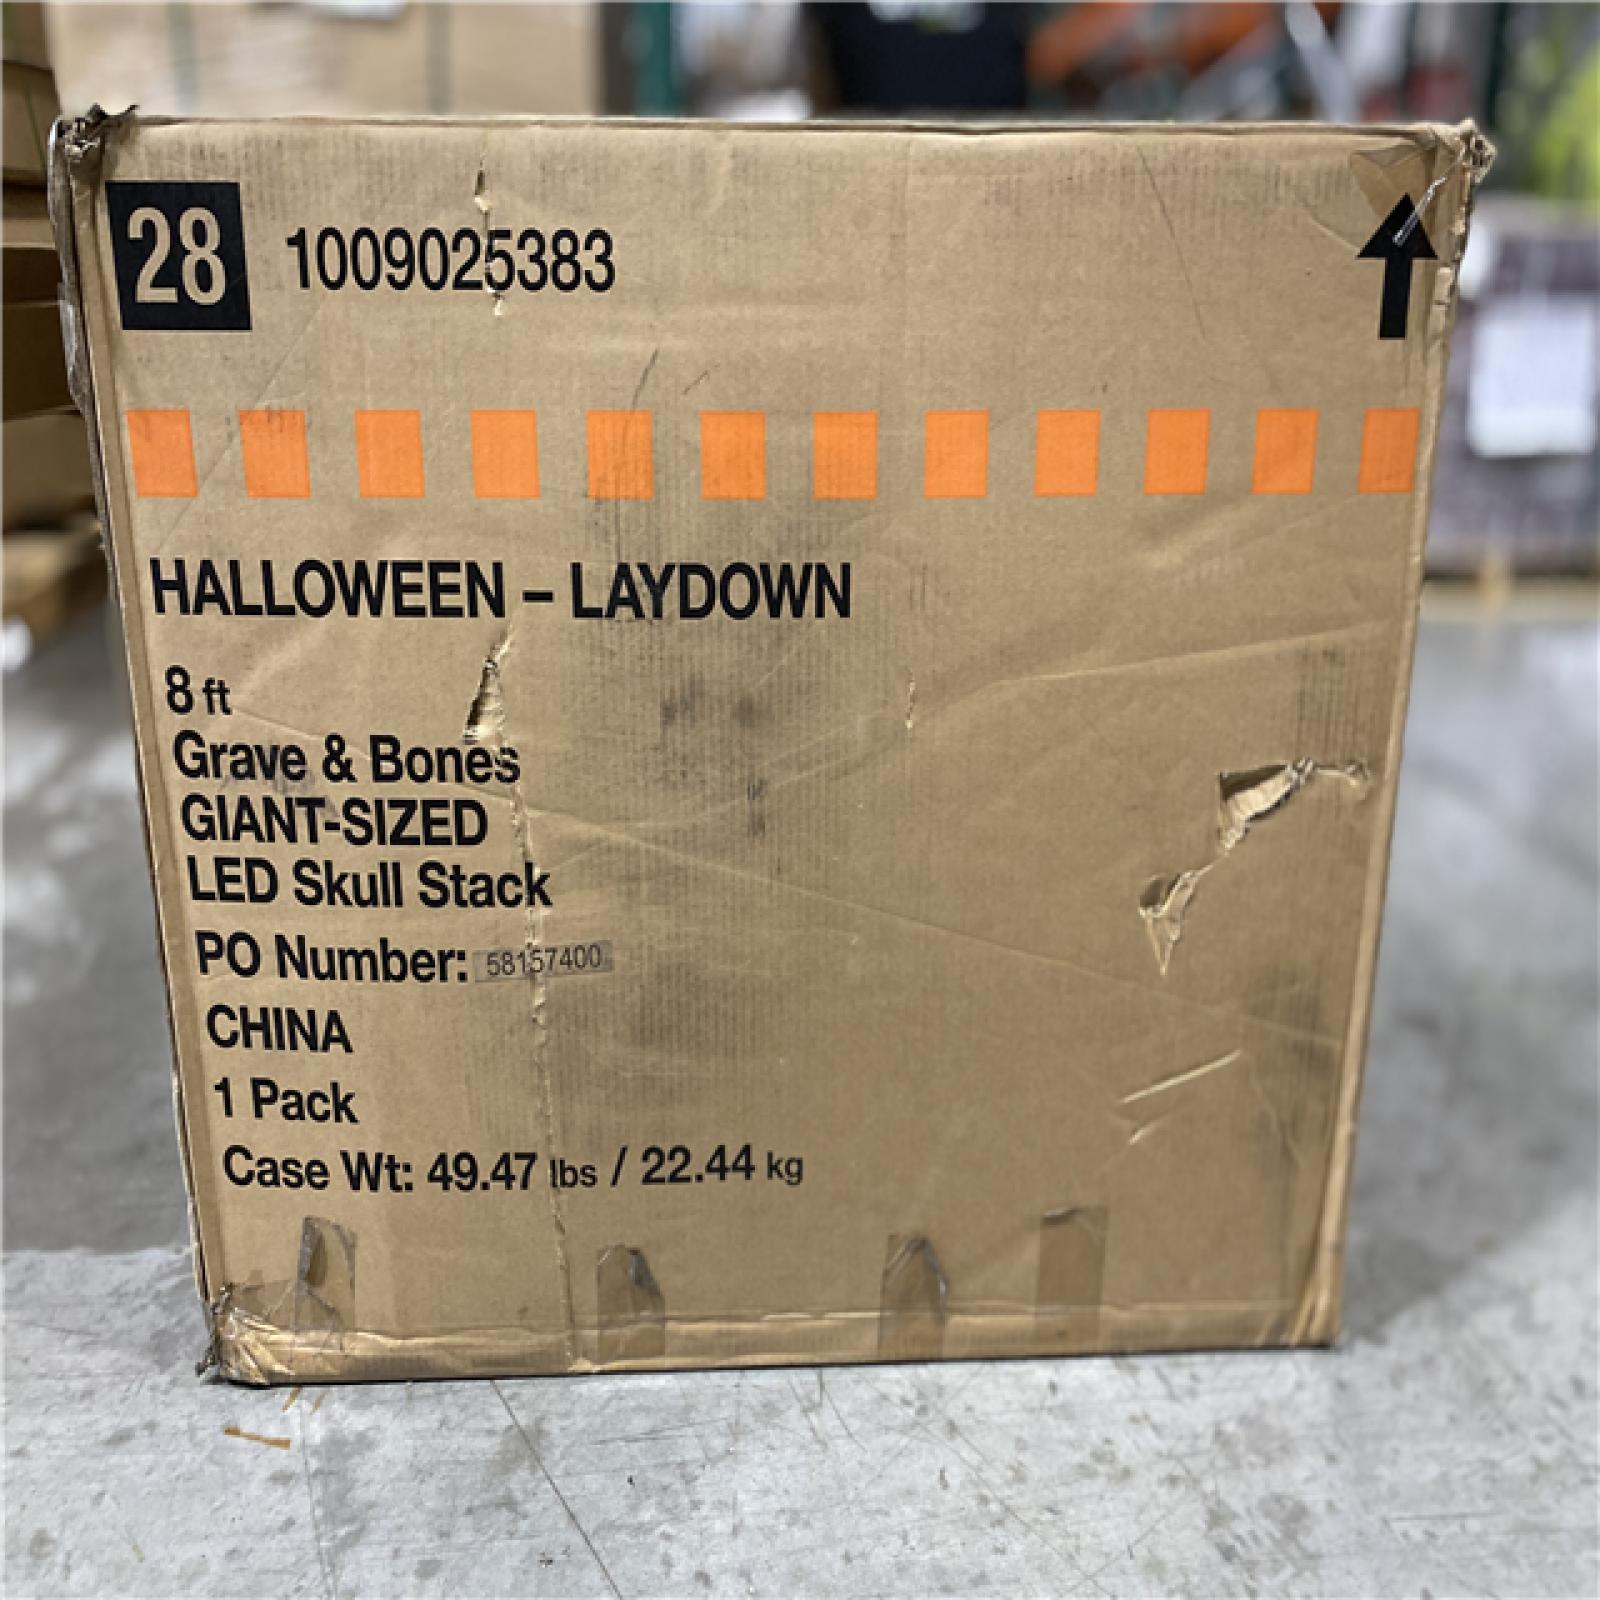 28 1009025383
HALLOWEEN – LAYDOWN
8 ft
Grave & Bones
GIANT-SIZED
LED Skull Stack
PO Number: 58157400
CHINA
1 Pack
Case Wt: 49.47 lbs / 22.44 kg